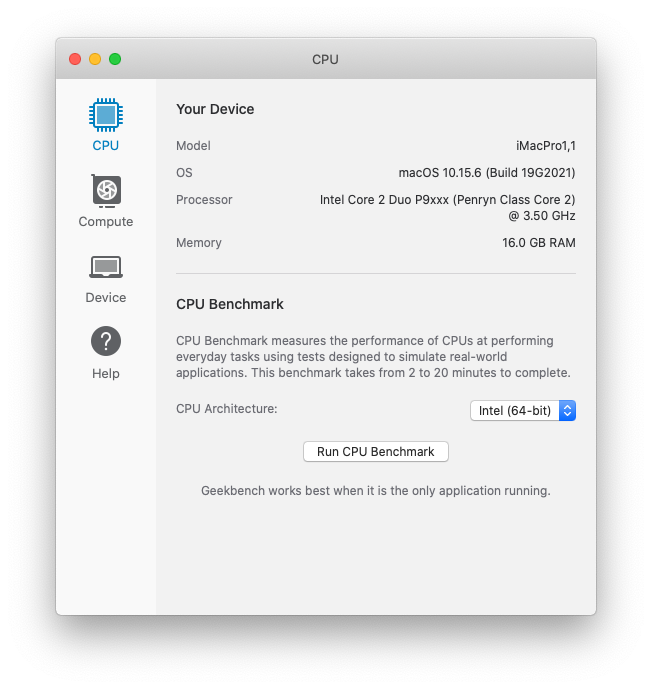 CPU
CPU
Compute
Device
Help
Your Device
Model iMacPro1,1
OS macOS 10.15.6 (Build 19G2021)
Processor Intel Core 2 Duo P9xxx (Penryn Class Core 2)
@ 3.50 GHz
Memory 16.0 GB RAM
CPU Benchmark
CPU Benchmark measures the performance of CPUs at performing
everyday tasks using tests designed to simulate real-world
applications. This benchmark takes from 2 to 20 minutes to complete.
CPU Architecture: Intel (64-bit)
Run CPU Benchmark
Geekbench works best when it is the only application running.